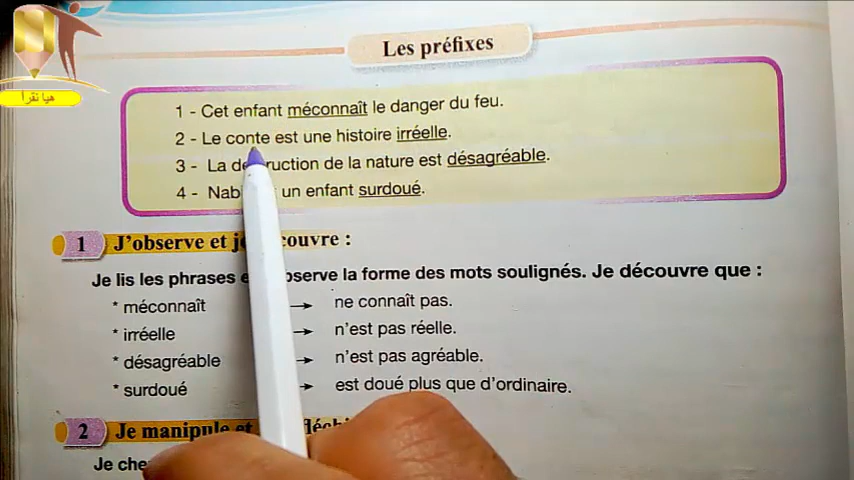 هيا نقرأ
Les préfixes
1 - Cet enfant méconnaît le danger du feu.
2 - Le conte est une histoire irréelle.
3 - La de ruction de la nature est désagréable.
4 - Nab un enfant surdoué.
1 J'observe et je couvre :
Je lis les phrases bserve la forme des mots soulignés. Je découvre que :
* méconnaît → ne connaît pas.
* irréelle → n'est pas réelle.
* désagréable → n'est pas agréable.
* surdoué → est doué plus que d'ordinaire.
2 Je manipule et
Je che